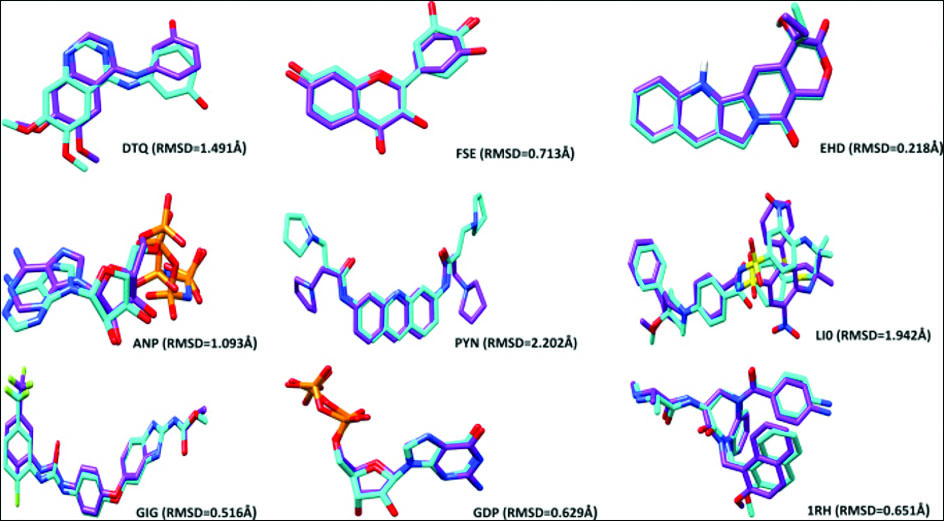 DTQ (RMSD=1.491Å)
FSE (RMSD=0.713Å)
EHD (RMSD=0.218Å)
ANP (RMSD=1.093Å)
PYN (RMSD=2.202Å)
LI0 (RMSD=1.942Å)
GIG (RMSD=0.516Å)
GDP (RMSD=0.629Å)
1RH (RMSD=0.651Å)